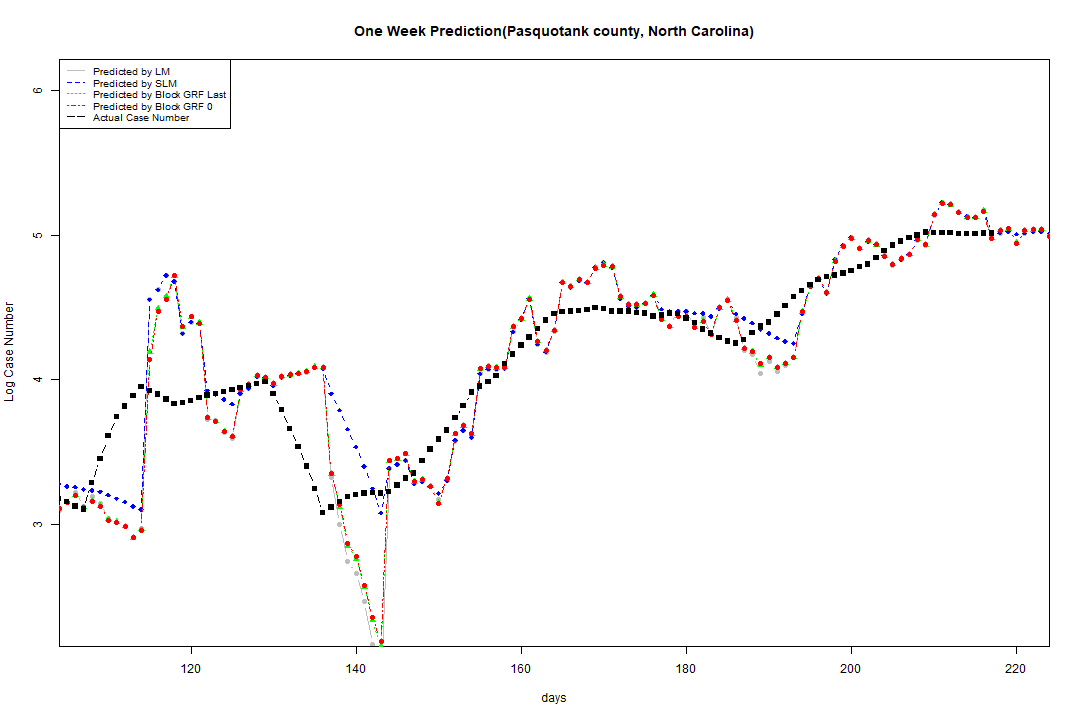 One Week Prediction(Pasquotank county, North Carolina)
Predicted by LM
Predicted by SLM
Predicted by Block GRF Last
Predicted by Block GRF 0
Actual Case Number
6
5
4
3
Log Case Number
120
140
160
180
200
220
days